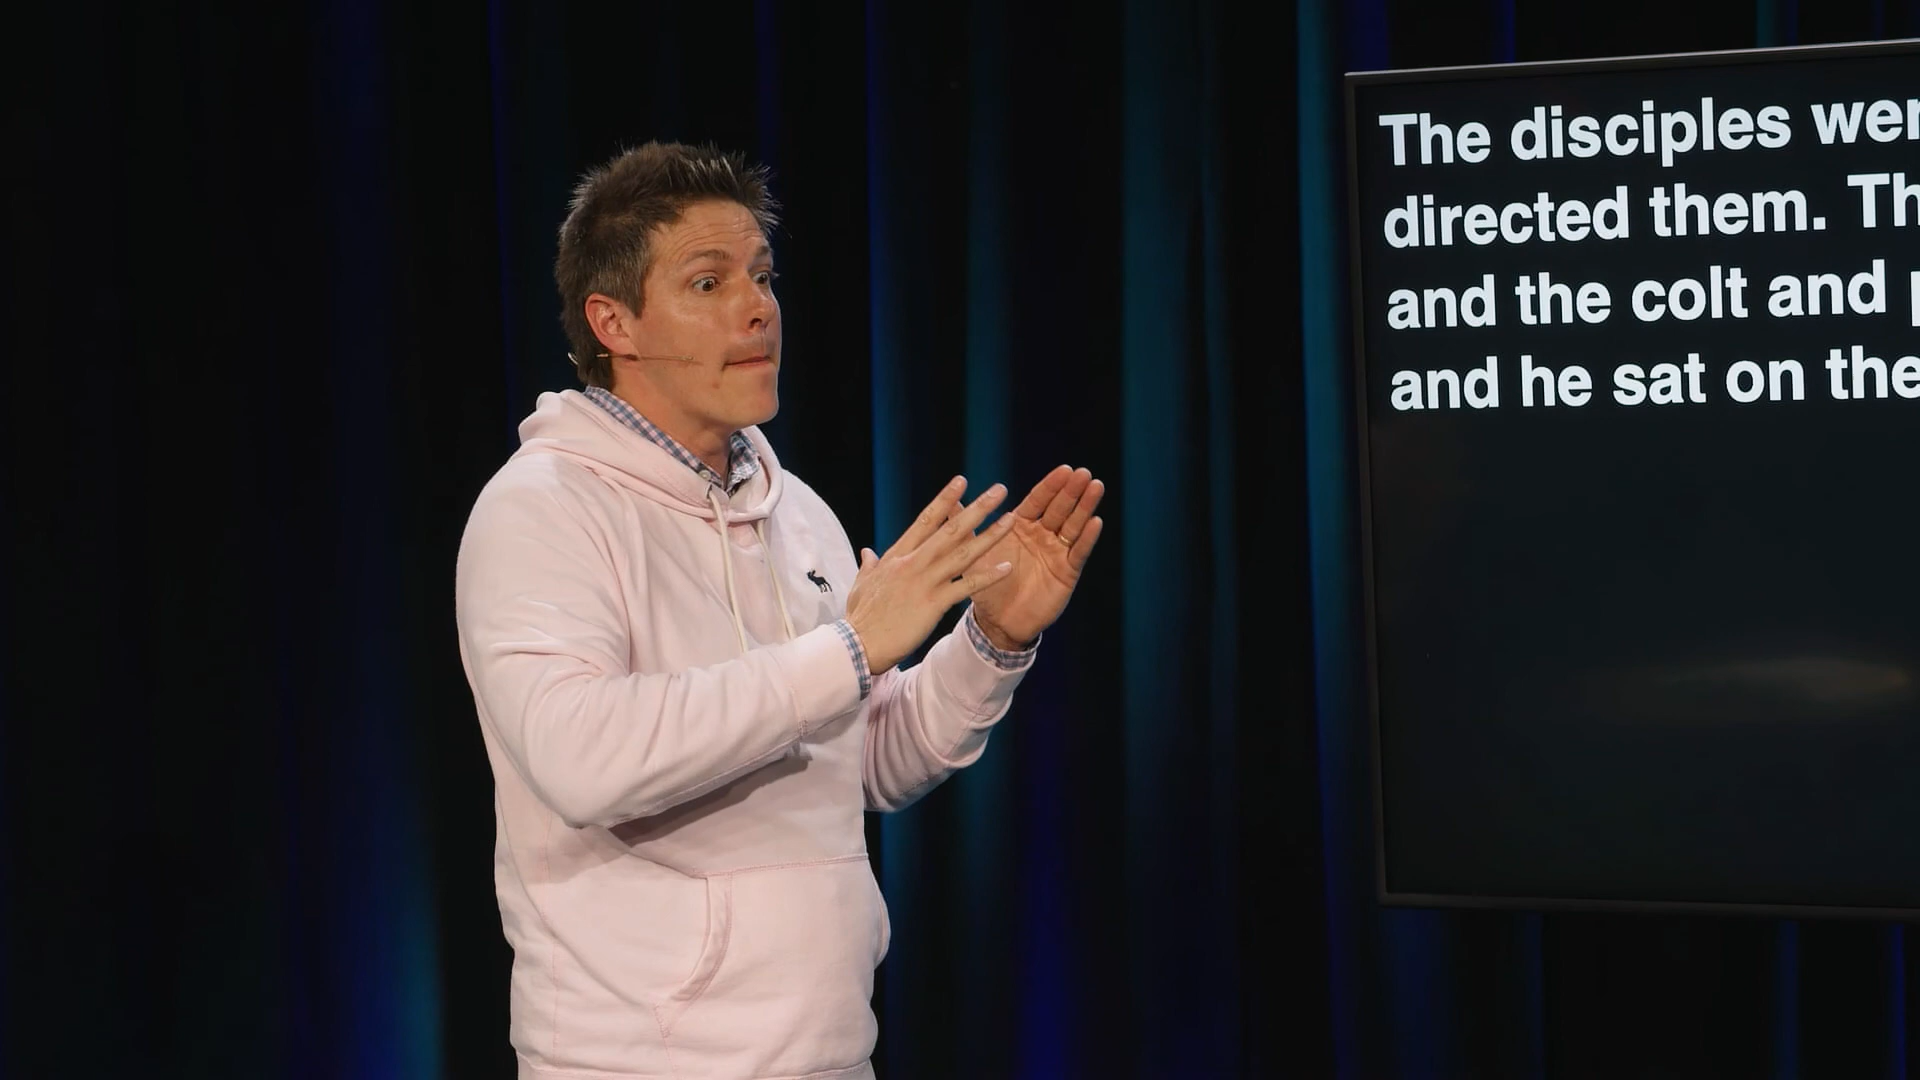 The disciples wer
directed them. Th
and the colt and
and he sat on the